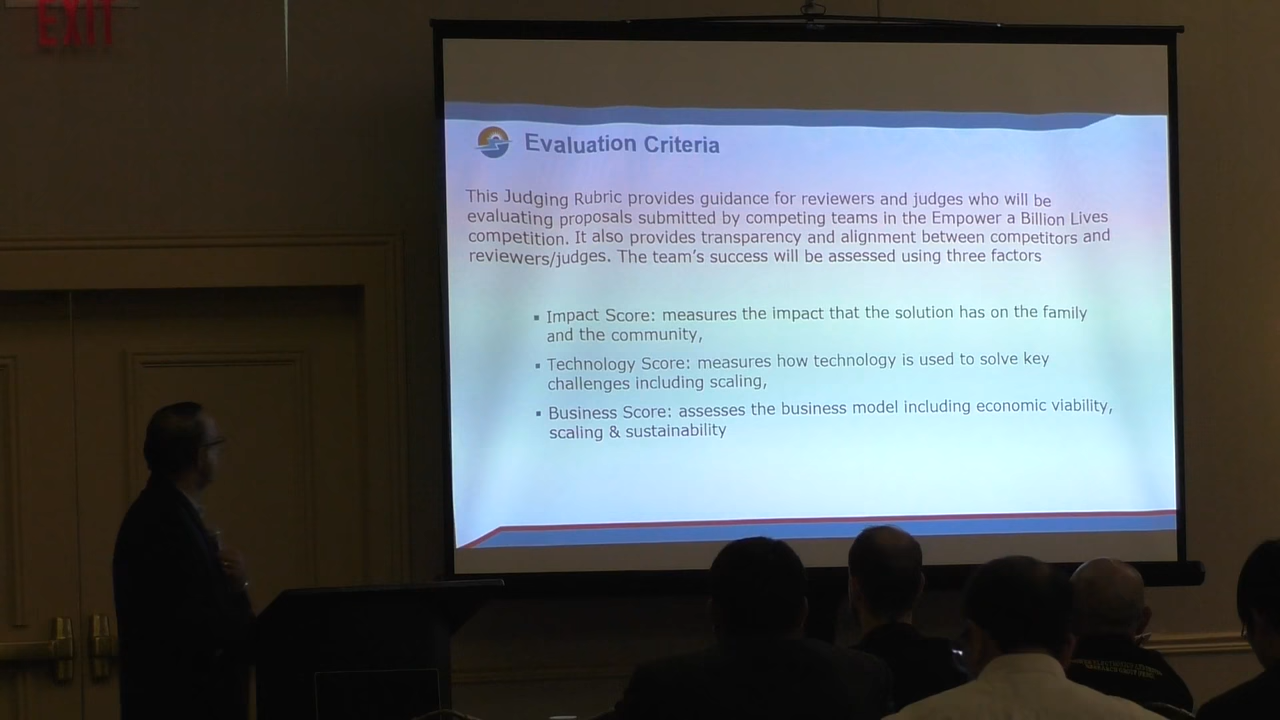 EXIT
Evaluation Criteria
This Judging Rubric provides guidance for reviewers and judges who will be
evaluating proposals submitted by competing teams in the Empower a Billion Lives
competition. It also provides transparency and alignment between competitors and
reviewers/judges. The team's success will be assessed using three factors
▪ Impact Score: measures the impact that the solution has on the family
and the community,
▪ Technology Score: measures how technology is used to solve key
challenges including scaling,
▪ Business Score: assesses the business model including economic viability,
scaling & sustainability